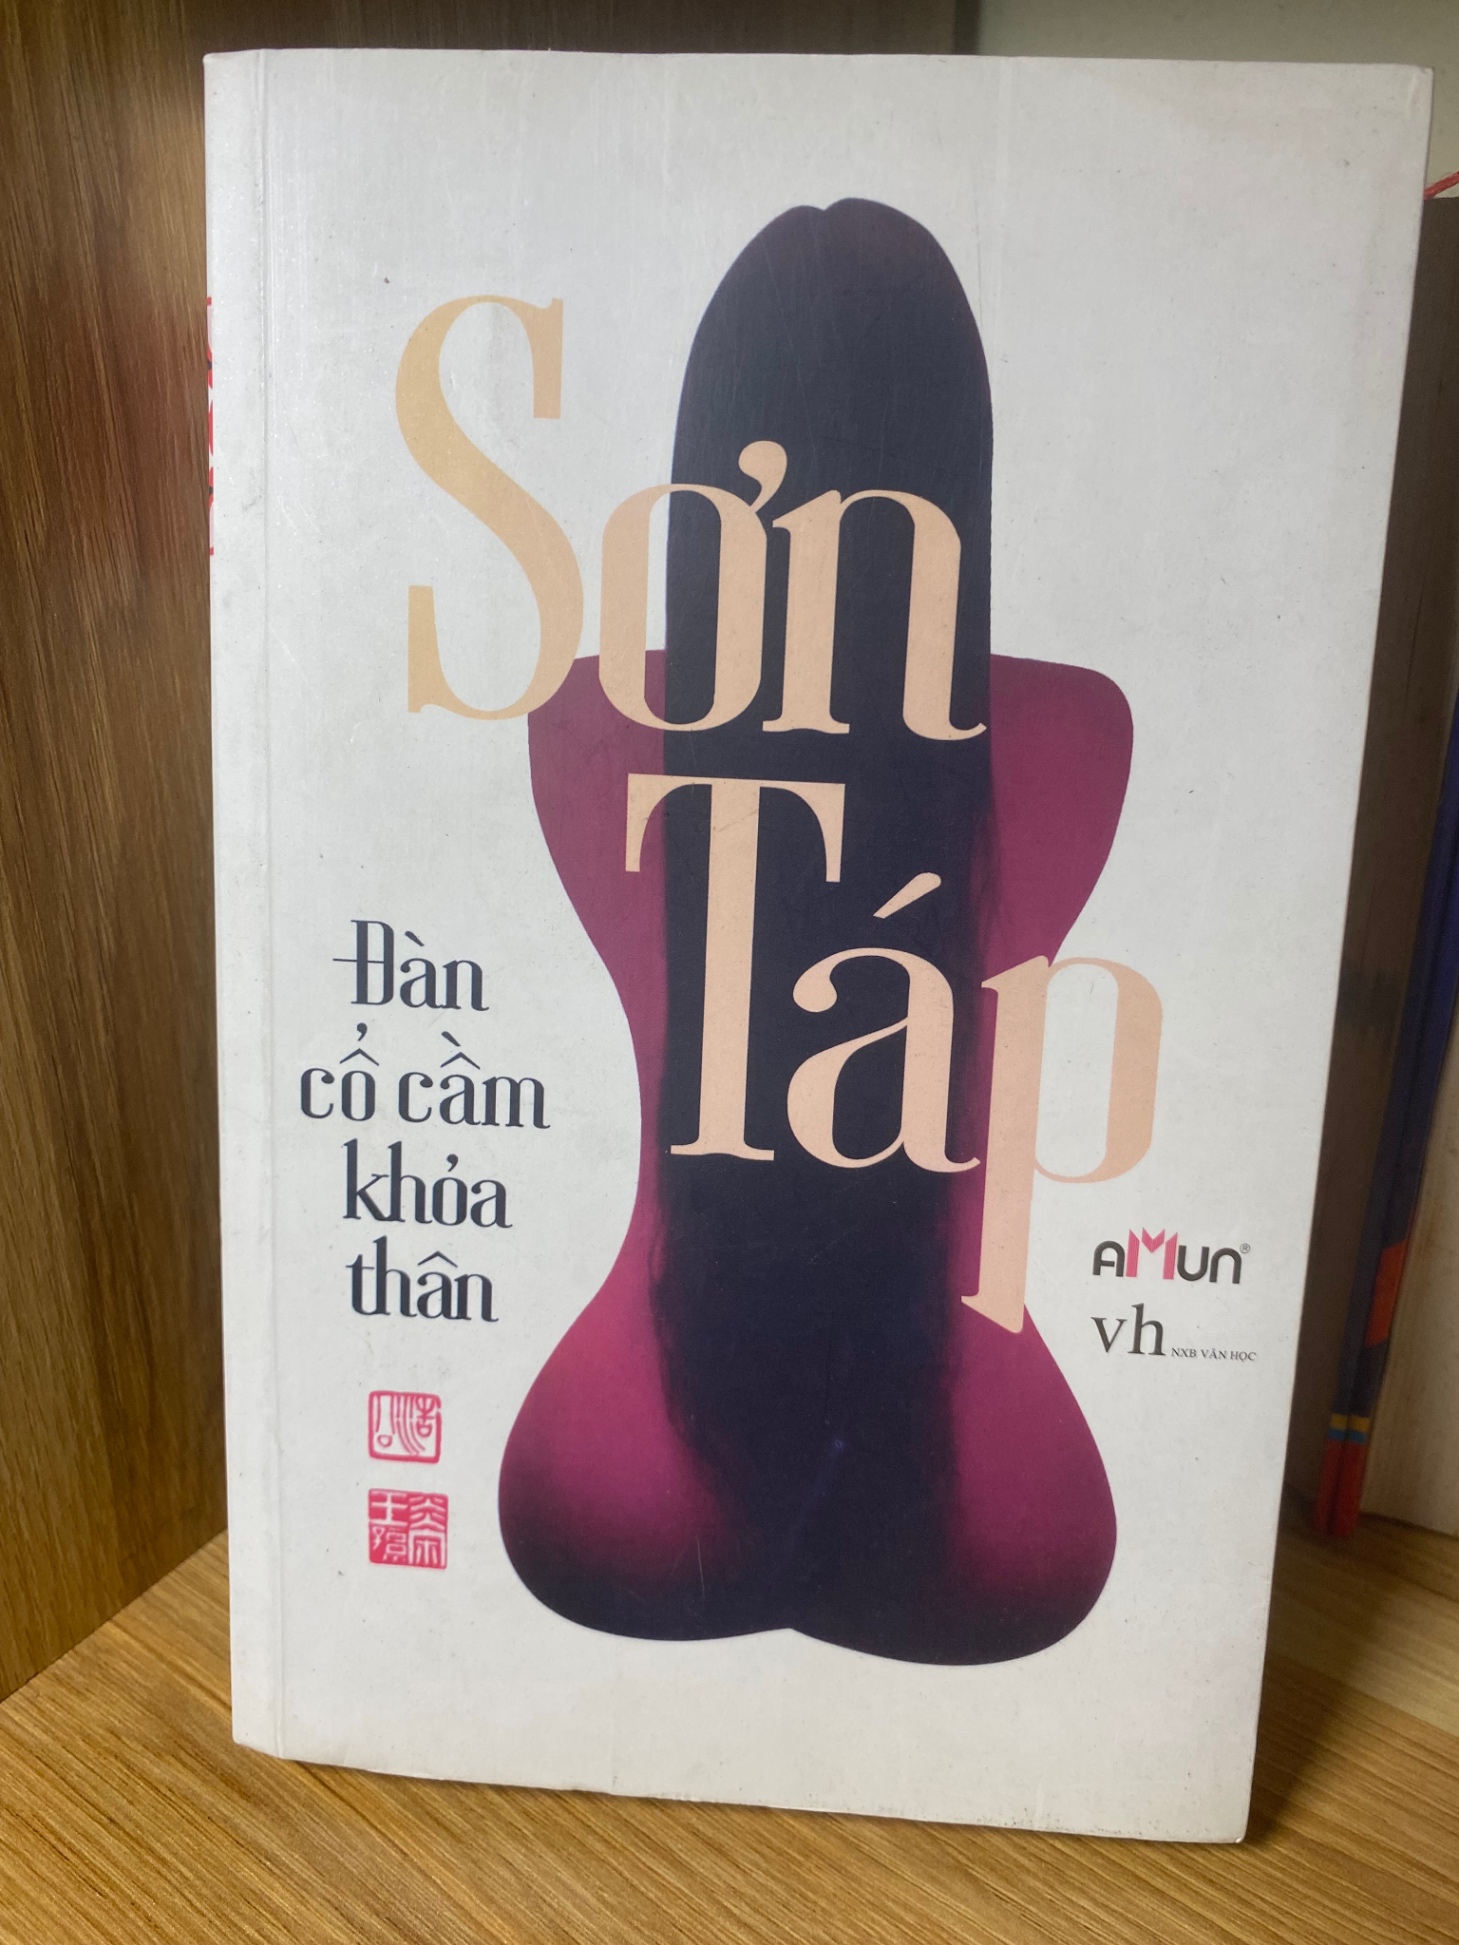 Sơn
Táp
Đàn
cổ cầm
khỏa
thân
AMUN®
vh NXB VĂN HỌC